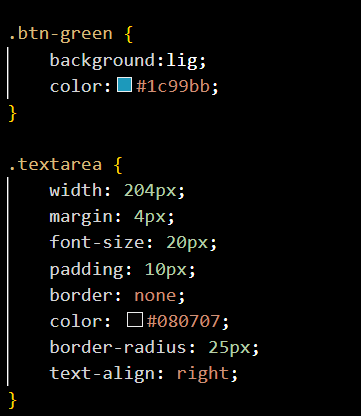 .btn-green {
background:lig;
color:#1c99bb;
}
.textarea {
width: 204px;
margin: 4px;
font-size: 20px;
padding: 10px;
border: none;
color: #080707;
border-radius: 25px;
text-align: right;
}